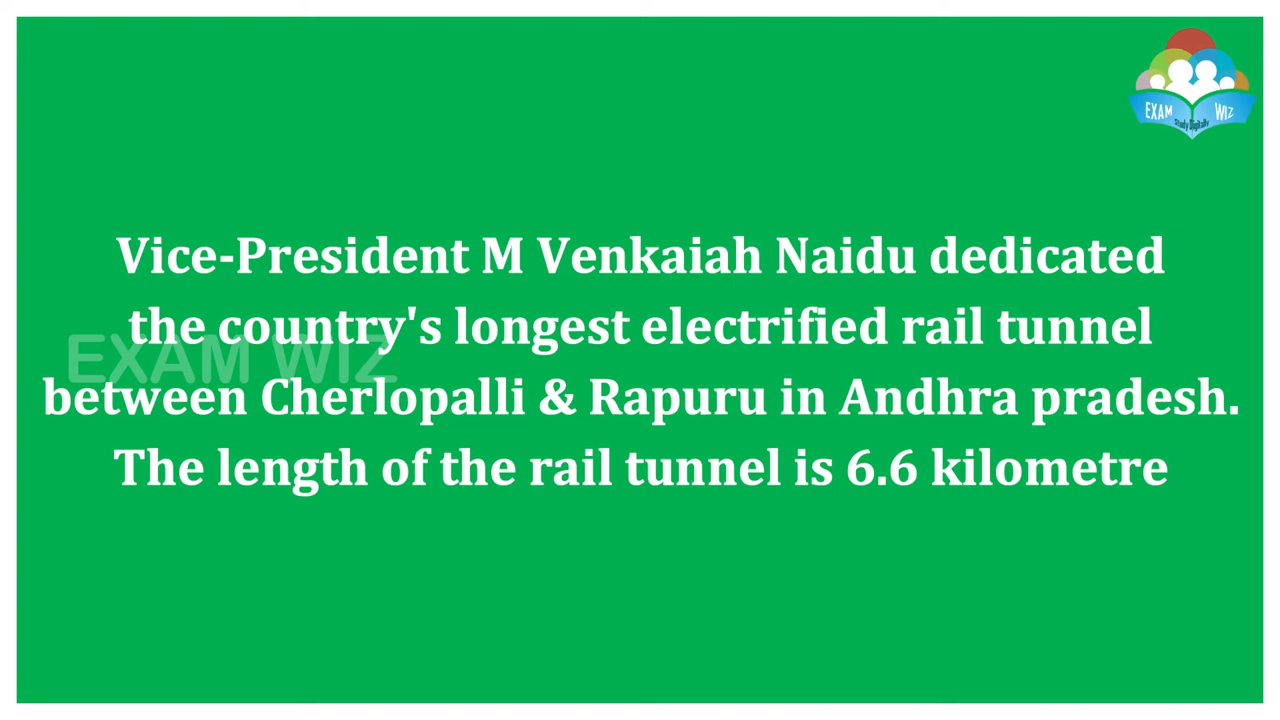 EXAM WIZ
Study Digitally
Vice-President M Venkaiah Naidu dedicated
the country's longest electrified rail tunnel
EXAM WIZ
between Cherlopalli & Rapuru in Andhra pradesh.
The length of the rail tunnel is 6.6 kilometre